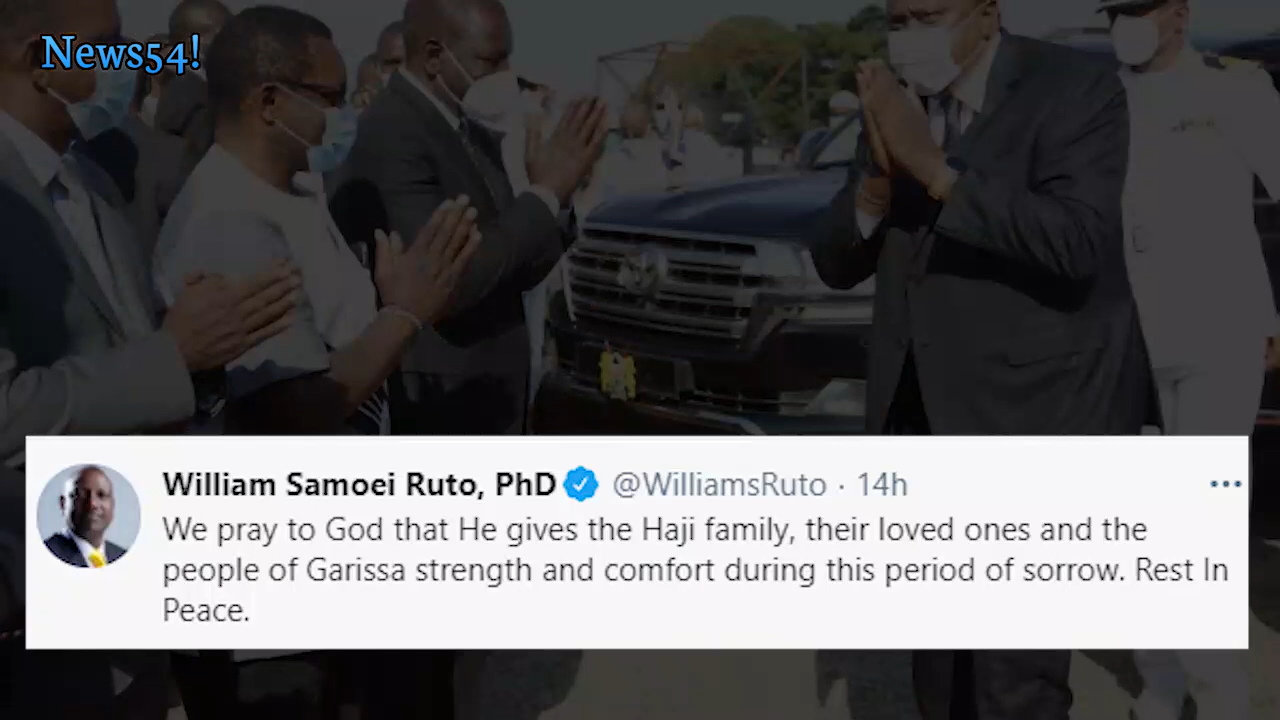 News54!
William Samoei Ruto, PhD @WilliamsRuto · 14h
We pray to God that He gives the Haji family, their loved ones and the
people of Garissa strength and comfort during this period of sorrow. Rest In
Peace.